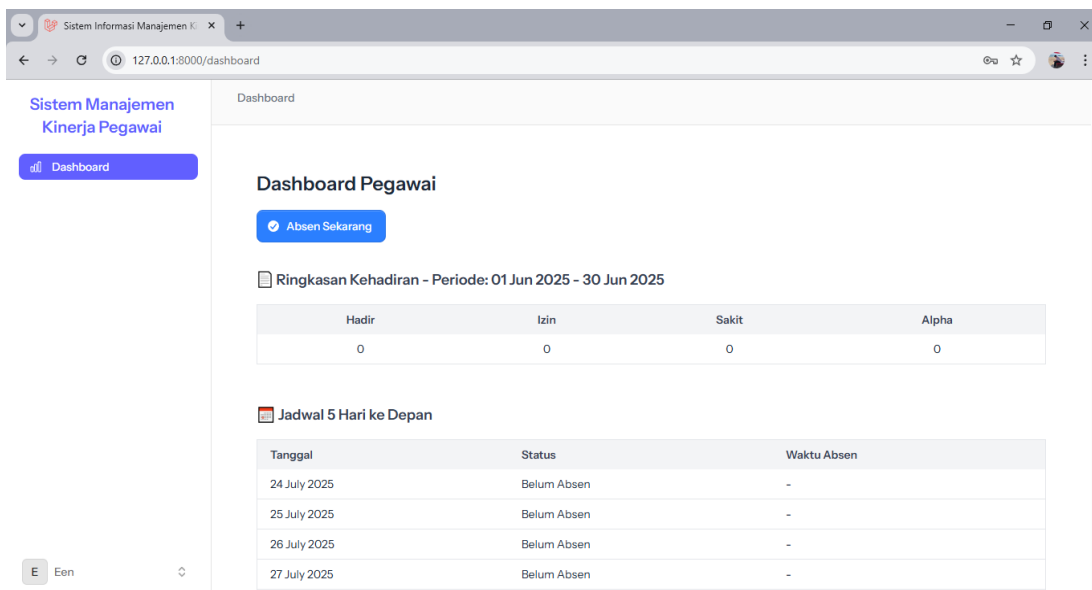 Sistem Informasi Manajemen Ki
127.0.0.1:8000/dashboard
Sistem Manajemen
Kinerja Pegawai
Dashboard
Dashboard
Dashboard Pegawai
Absen Sekarang
Ringkasan Kehadiran - Periode: 01 Jun 2025 - 30 Jun 2025
Hadir Izin Sakit Alpha
0 0 0 0
Jadwal 5 Hari ke Depan
Tanggal Status Waktu Absen
24 July 2025 Belum Absen -
25 July 2025 Belum Absen -
26 July 2025 Belum Absen -
27 July 2025 Belum Absen -
E Een